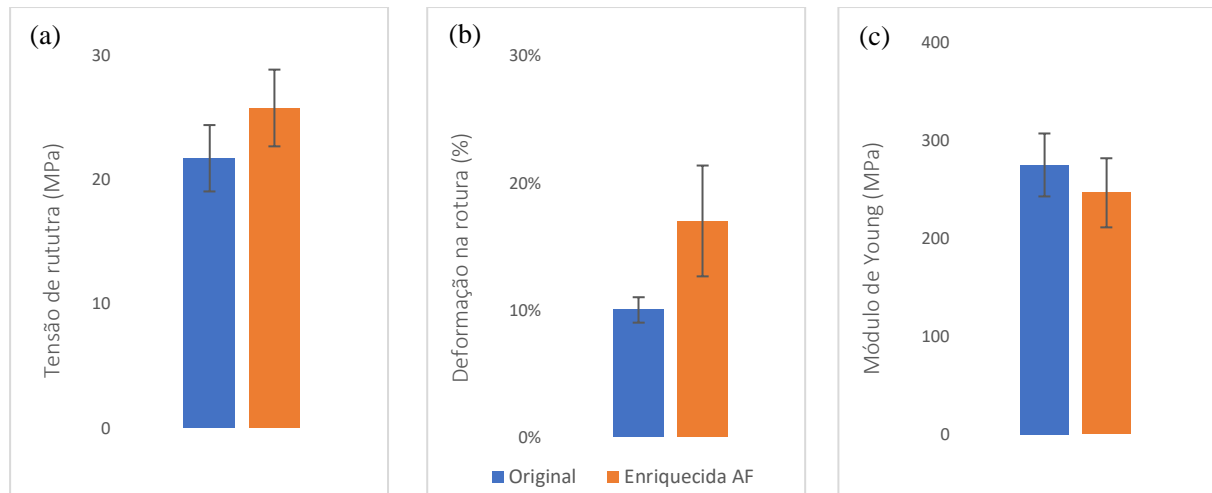 (a)
Tensão de rututra (MPa)
30
20
10
0
(b)
Deformação na rotura (%)
30%
20%
10%
0%
Original
Enriquecida AF
(c)
Módulo de Young (MPa)
400
300
200
100
0